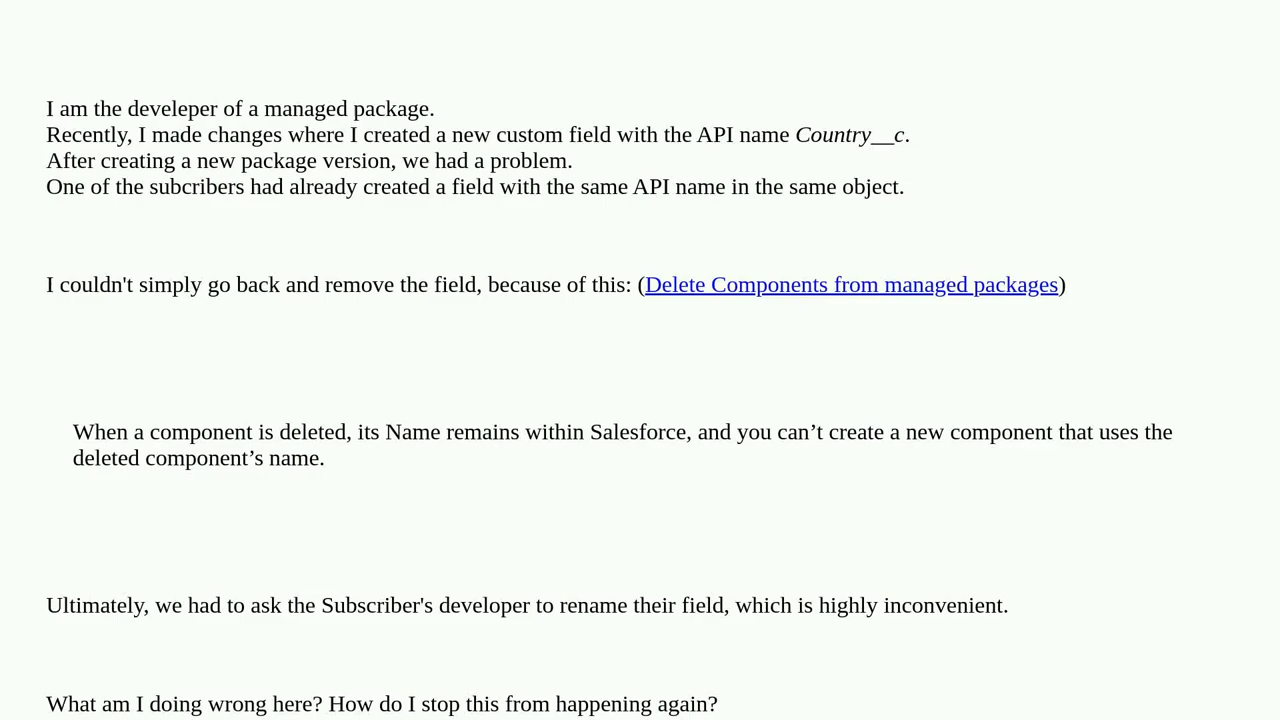 I am the develeper of a managed package.
Recently, I made changes where I created a new custom field with the API name Country__c.
After creating a new package version, we had a problem.
One of the subcribers had already created a field with the same API name in the same object.
I couldn't simply go back and remove the field, because of this: (Delete Components from managed packages)
When a component is deleted, its Name remains within Salesforce, and you can’t create a new component that uses the
deleted component’s name.
Ultimately, we had to ask the Subscriber's developer to rename their field, which is highly inconvenient.
What am I doing wrong here? How do I stop this from happening again?